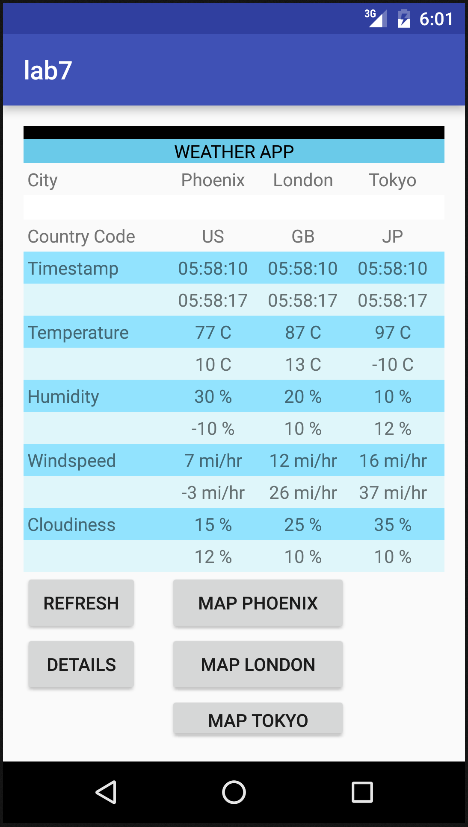 3G 6:01
lab7
WEATHER APP
City Phoenix London Tokyo
Country Code US GB JP
Timestamp 05:58:10 05:58:10 05:58:10
05:58:17 05:58:17 05:58:17
Temperature 77 C 87 C 97 C
10 C 13 C -10 C
Humidity 30 % 20 % 10 %
-10 % 10 % 12 %
Windspeed 7 mi/hr 12 mi/hr 16 mi/hr
-3 mi/hr 26 mi/hr 37 mi/hr
Cloudiness 15 % 25 % 35 %
12 % 10 % 10 %
REFRESH MAP PHOENIX
DETAILS MAP LONDON
MAP TOKYO